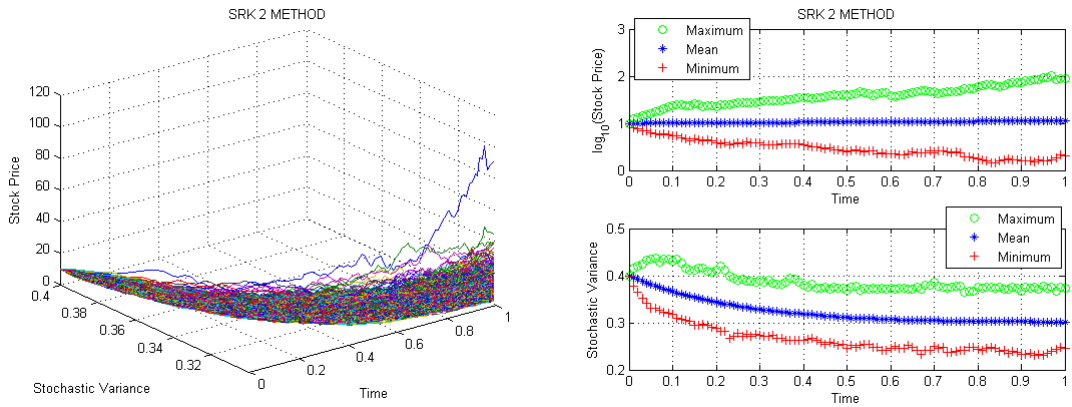 SRK 2 METHOD
120
100
80
60
40
20
0
Stock Price
0.4
0.38
0.36
0.34
0.32
Stochastic Variance
0
0.2
0.4
0.6
0.8
1
Time
SRK 2 METHOD
3
2
1
0
log10(Stock Price)
Maximum
Mean
Minimum
0 0.1 0.2 0.3 0.4 0.5 0.6 0.7 0.8 0.9 1
Time
0.5
0.4
0.3
0.2
Stochastic Variance
Maximum
Mean
Minimum
0 0.1 0.2 0.3 0.4 0.5 0.6 0.7 0.8 0.9 1
Time